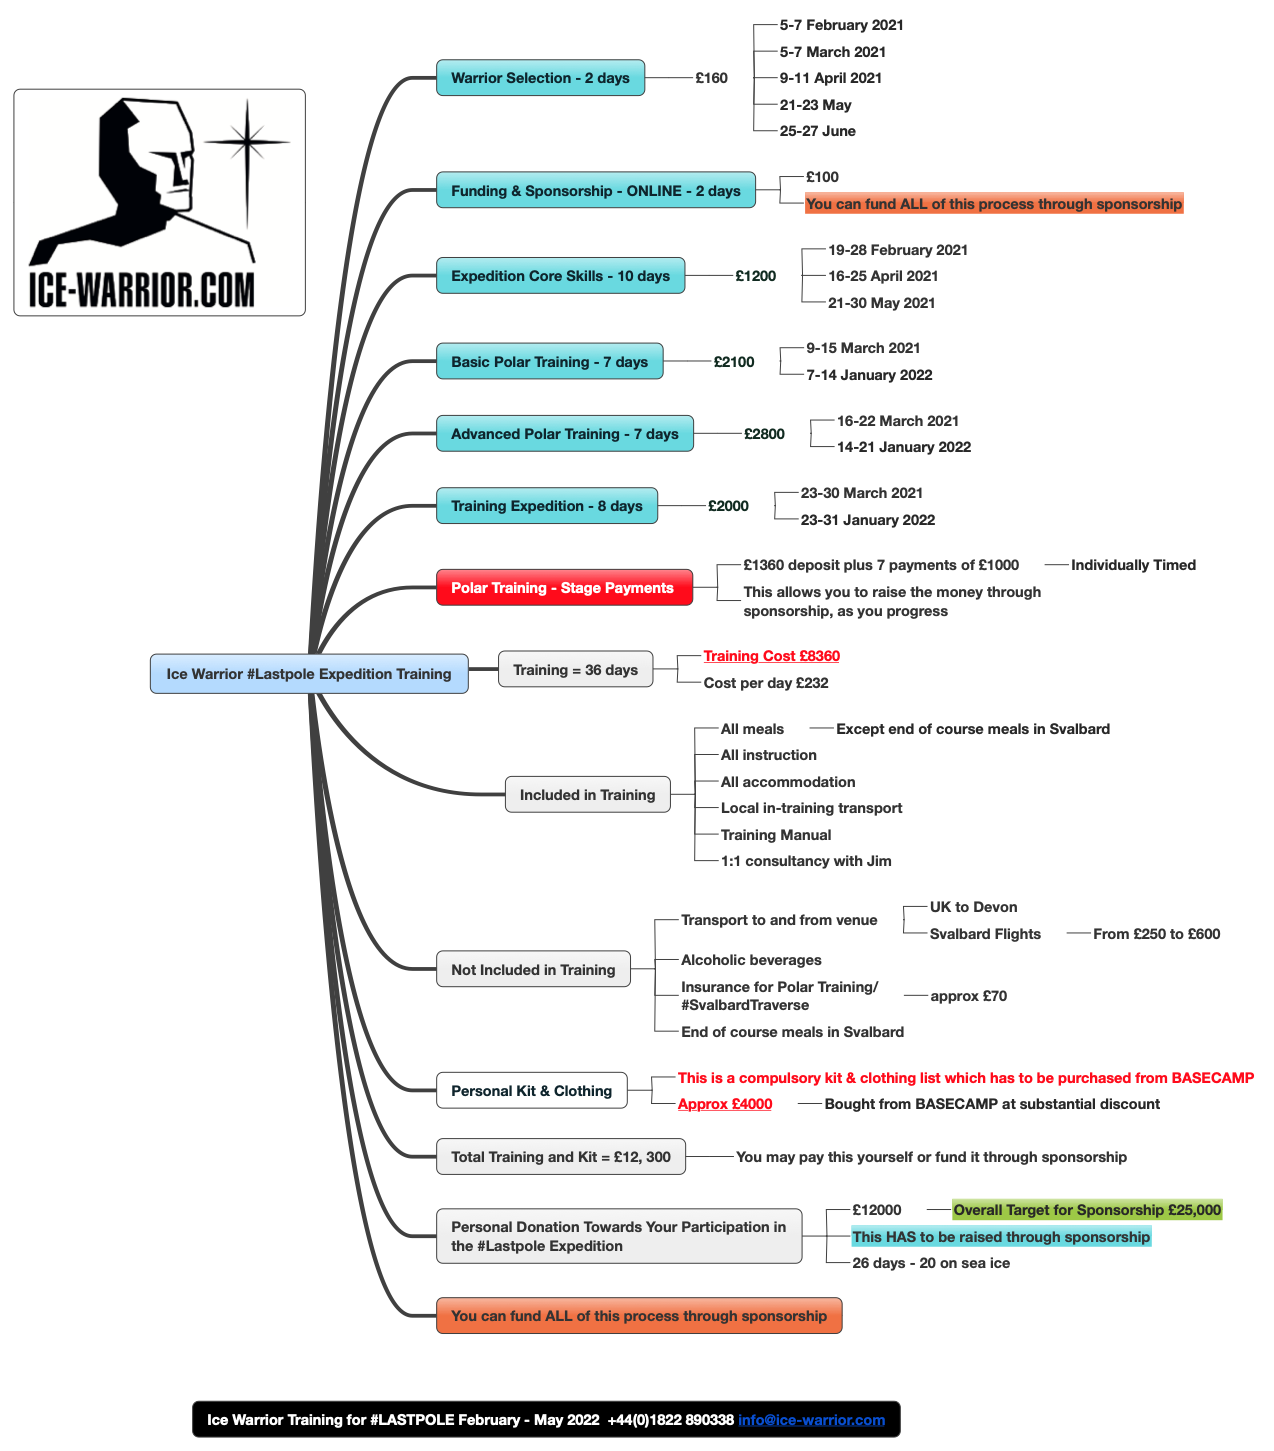 5-7 February 2021
5-7 March 2021
Warrior Selection - 2 days
£160
9-11 April 2021
21-23 May
25-27 June
ICE-WARRIOR.COM
Funding & Sponsorship - ONLINE - 2 days
£100
You can fund ALL of this process through sponsorship
Expedition Core Skills - 10 days
£1200
19-28 February 2021
16-25 April 2021
21-30 May 2021
Basic Polar Training - 7 days
£2100
9-15 March 2021
7-14 January 2022
Advanced Polar Training - 7 days
£2800
16-22 March 2021
14-21 January 2022
Training Expedition - 8 days
£2000
23-30 March 2021
23-31 January 2022
Polar Training - Stage Payments
£1360 deposit plus 7 payments of £1000
Individually Timed
This allows you to raise the money through
sponsorship, as you progress
Ice Warrior #Lastpole Expedition Training
Training = 36 days
Training Cost £8360
Cost per day £232
Included in Training
All meals
Except end of course meals in Svalbard
All instruction
All accommodation
Local in-training transport
Training Manual
1:1 consultancy with Jim
Not Included in Training
Transport to and from venue
UK to Devon
Svalbard Flights
From £250 to £600
Alcoholic beverages
Insurance for Polar Training/
#SvalbardTraverse
approx £70
End of course meals in Svalbard
Personal Kit & Clothing
This is a compulsory kit & clothing list which has to be purchased from BASECAMP
Approx £4000
Bought from BASECAMP at substantial discount
Total Training and Kit = £12, 300
You may pay this yourself or fund it through sponsorship
Personal Donation Towards Your Participation in
the #Lastpole Expedition
£12000
Overall Target for Sponsorship £25,000
This HAS to be raised through sponsorship
26 days - 20 on sea ice
You can fund ALL of this process through sponsorship
Ice Warrior Training for #LASTPOLE February - May 2022 +44(0)1822 890338 info@ice-warrior.com